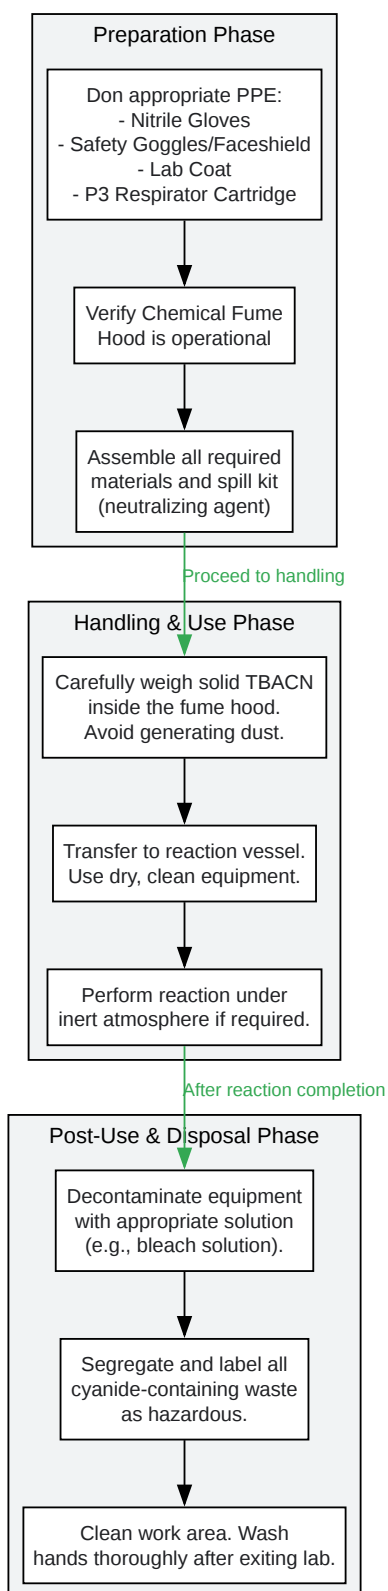 Preparation Phase
Don appropriate PPE:
- Nitrile Gloves
- Safety Goggles/Faceshield
- Lab Coat
- P3 Respirator Cartridge
Verify Chemical Fume
Hood is operational
Assemble all required
materials and spill kit
(neutralizing agent)
Proceed to handling
Handling & Use Phase
Carefully weigh solid TBACN
inside the fume hood.
Avoid generating dust.
Transfer to reaction vessel.
Use dry, clean equipment.
Perform reaction under
inert atmosphere if required.
After reaction completion
Post-Use & Disposal Phase
Decontaminate equipment
with appropriate solution
(e.g., bleach solution).
Segregate and label all
cyanide-containing waste
as hazardous.
Clean work area. Wash
hands thoroughly after exiting lab.